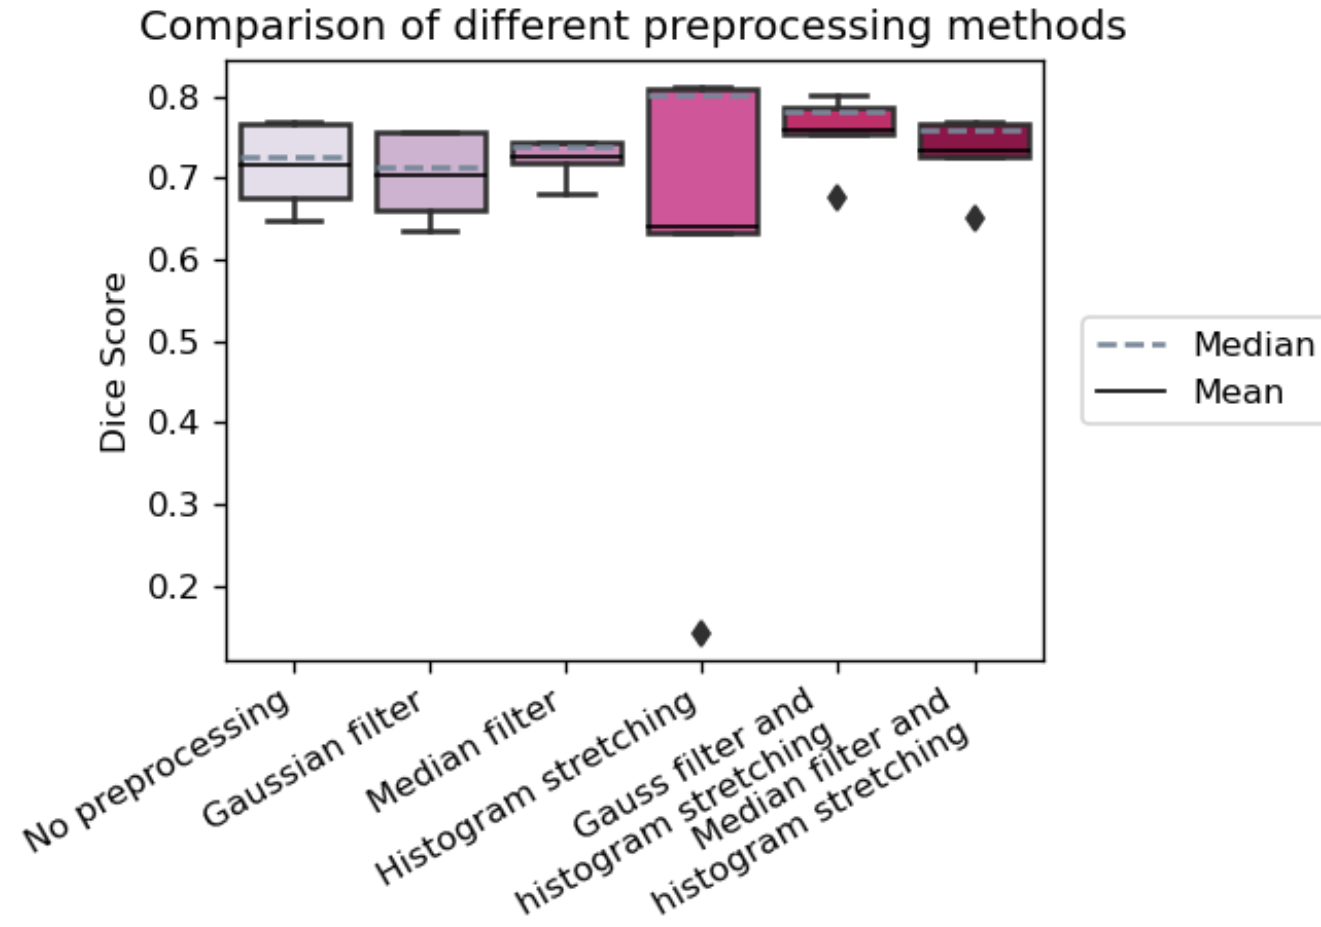 Comparison of different preprocessing methods
Dice Score
0.8
0.7
0.6
0.5
0.4
0.3
0.2
No preprocessing
Gaussian filter
Median filter
Histogram stretching
Gauss filter and
histogram stretching
Median filter and
histogram stretching
Median
Mean